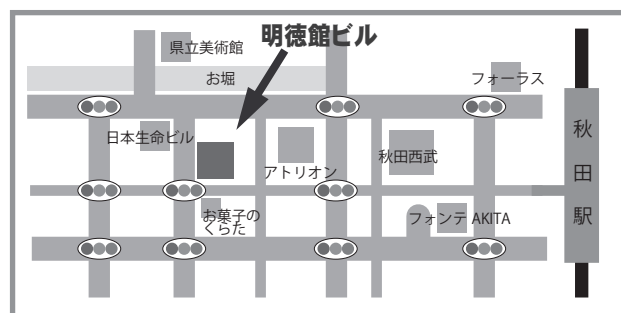 明徳館ビル
県立美術館
お堀
フォーラス
日本生命ビル
アトリオン
秋田西武
秋田駅
お菓子の
くらた
フォンテ AKITA